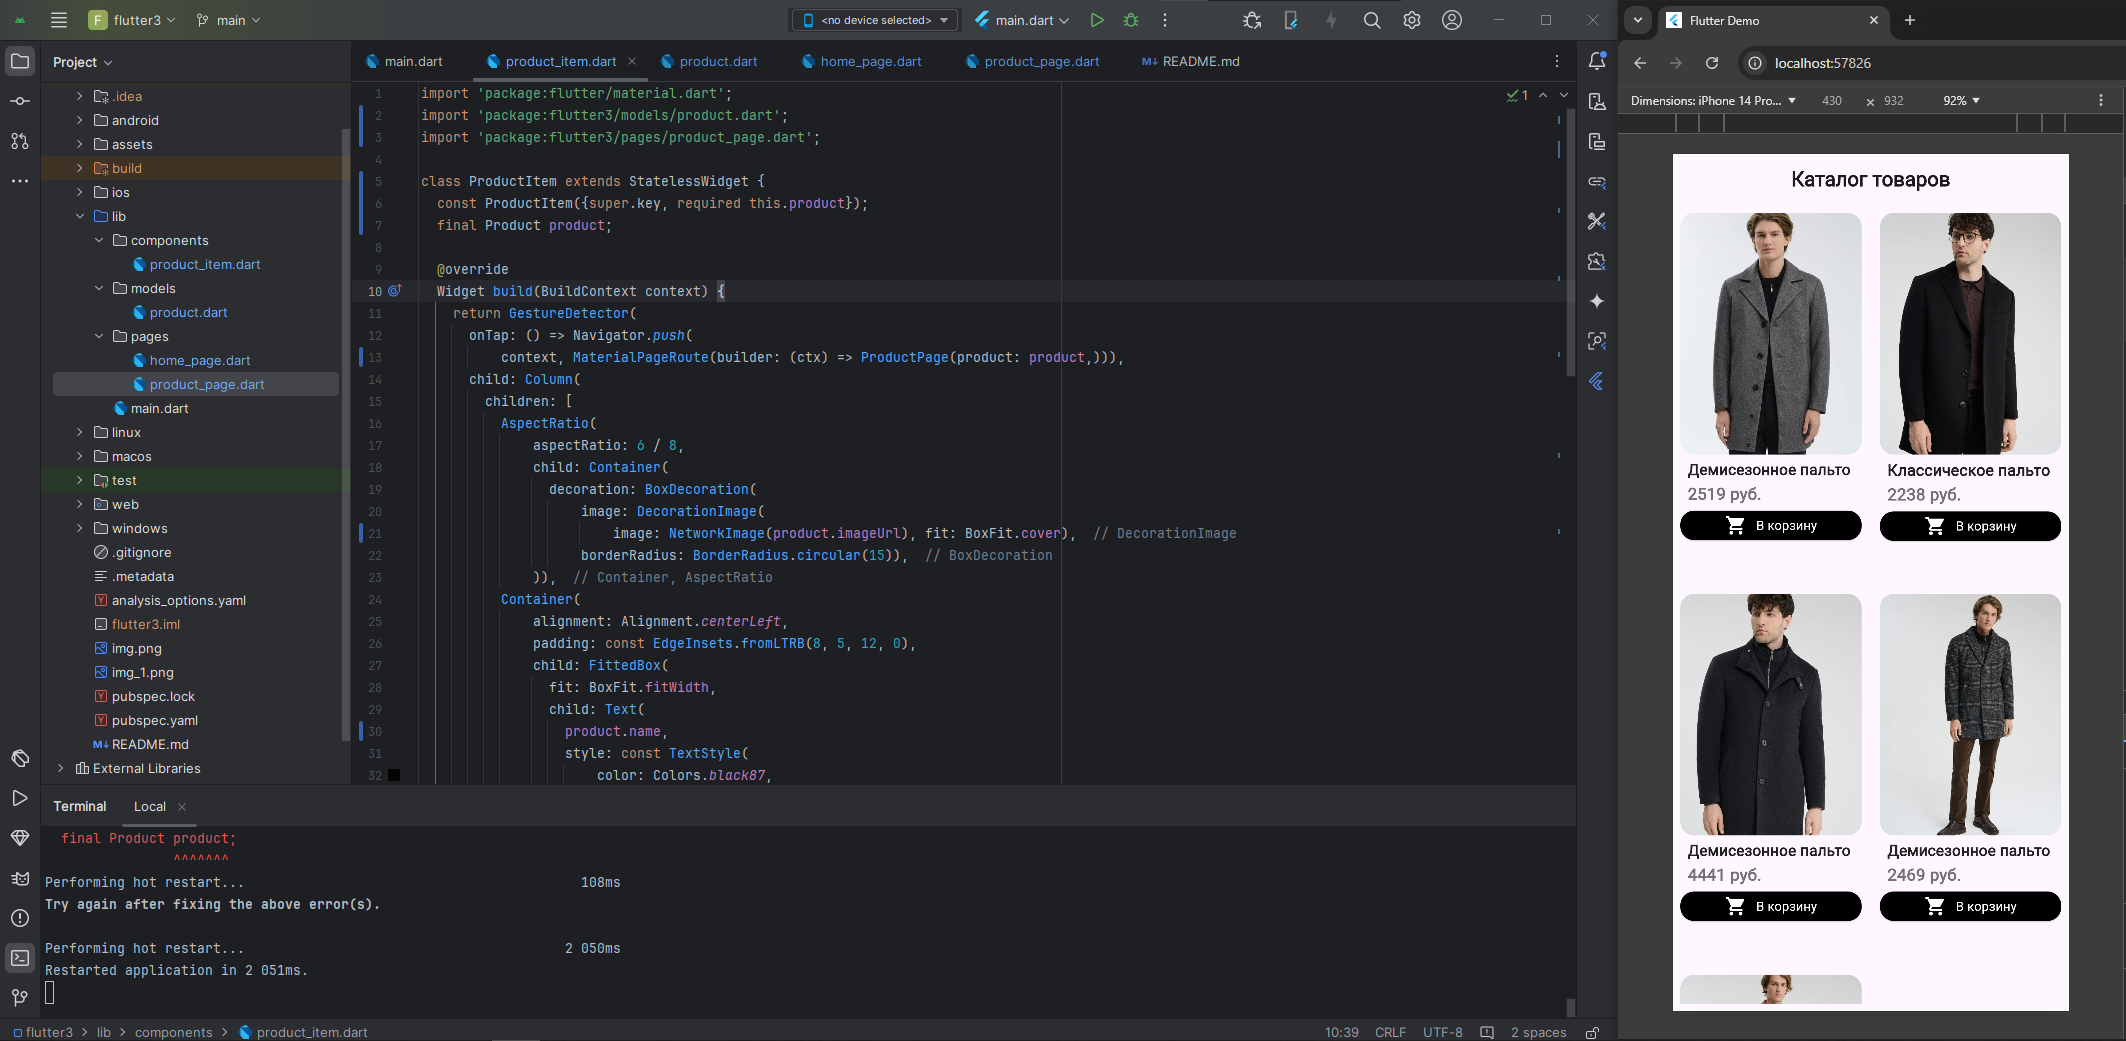 flutter3
main
<no device selected>
main.dart
Project
main.dart
product_item.dart
product.dart
home_page.dart
product_page.dart
M↓ README.md
.idea
android
assets
build
ios
lib
components
product_item.dart
models
product.dart
pages
home_page.dart
product_page.dart
main.dart
linux
macos
test
web
windows
.gitignore
.metadata
analysis_options.yaml
flutter3.iml
img.png
img_1.png
pubspec.lock
pubspec.yaml
M↓ README.md
External Libraries
1
1 import 'package:flutter/material.dart';
2 import 'package:flutter3/models/product.dart';
3 import 'package:flutter3/pages/product_page.dart';
4
5 class ProductItem extends StatelessWidget {
6 const ProductItem({super.key, required this.product});
7 final Product product;
8
9 @override
10 Widget build(BuildContext context) {
11 return GestureDetector(
12 onTap: () => Navigator.push(
13 context, MaterialPageRoute(builder: (ctx) => ProductPage(product: product,))),
14 child: Column(
15 children: [
16 AspectRatio(
17 aspectRatio: 6 / 8,
18 child: Container(
19 decoration: BoxDecoration(
20 image: DecorationImage(
21 image: NetworkImage(product.imageUrl), fit: BoxFit.cover), // DecorationImage
22 borderRadius: BorderRadius.circular(15)), // BoxDecoration
23 )), // Container, AspectRatio
24 Container(
25 alignment: Alignment.centerLeft,
26 padding: const EdgeInsets.fromLTRB(8, 5, 12, 0),
27 child: FittedBox(
28 fit: BoxFit.fitWidth,
29 child: Text(
30 product.name,
31 style: const TextStyle(
32 color: Colors.black87,
Terminal
Local
final Product product;
^^^^^^^
Performing hot restart... 108ms
Try again after fixing the above error(s).
Performing hot restart... 2 050ms
Restarted application in 2 051ms.
flutter3 > lib > components > product_item.dart
10:39 CRLF UTF-8 2 spaces
Flutter Demo
localhost:57826
Dimensions: iPhone 14 Pro... 430 x 932 92%
Каталог товаров
Демисезонное пальто
2519 руб.
В корзину
Классическое пальто
2238 руб.
В корзину
Демисезонное пальто
4441 руб.
В корзину
Демисезонное пальто
2469 руб.
В корзину